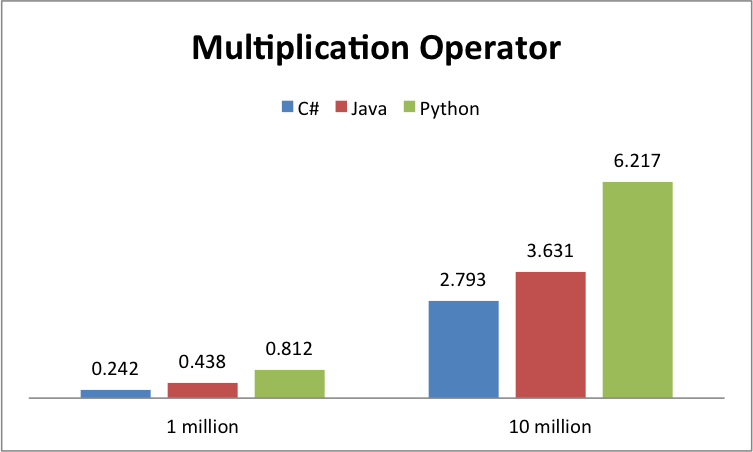 Multiplication Operator
C# Java Python
6.217
3.631
2.793
0.812
0.438
0.242
1 million 10 million